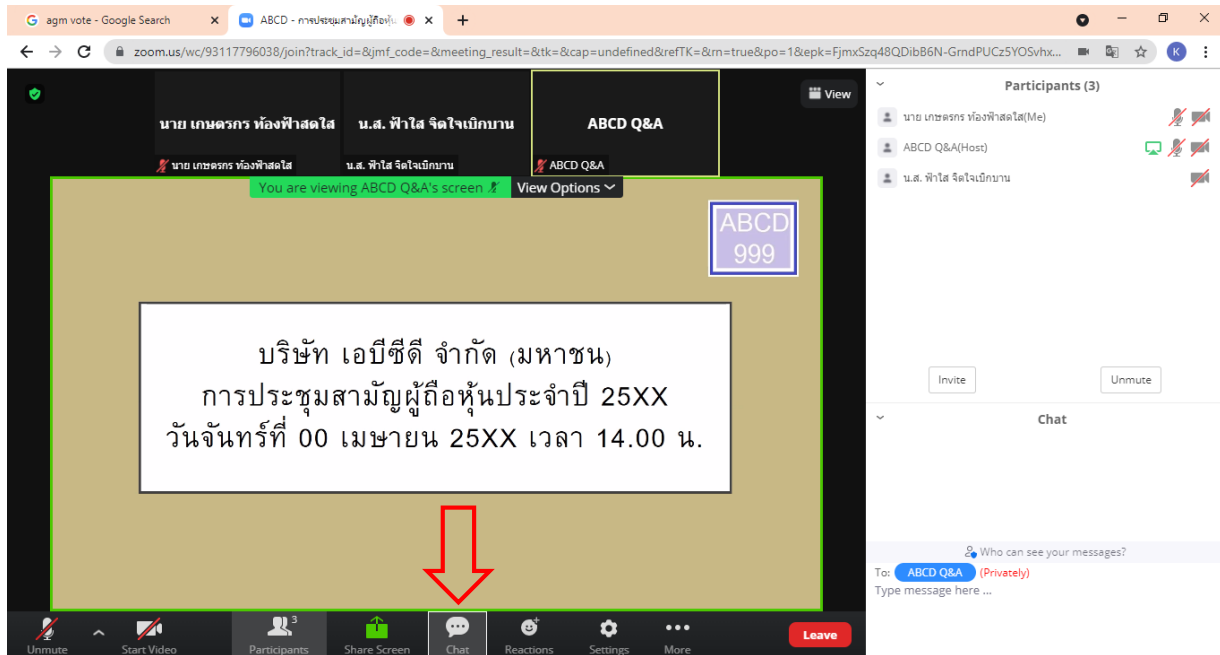 agm vote - Google Search
ABCD - การประชุมสามัญผู้ถือหุ้น
zoom.us/wc/93117796038/join?track_id=&jmf_code=&meeting_result=&tk=&cap=undefined&refTK=&rn=true&po=1&epk=FjmxSzq48QDibB6N-GrndPUCz5YOSvhx...
K
นาย เกษตรกร ท้องฟ้าสดใส
น.ส. ฟ้าใส จิตใจเบิกบาน
ABCD Q&A
View
นาย เกษตรกร ท้องฟ้าสดใส
น.ส. ฟ้าใส จิตใจเบิกบาน
ABCD Q&A
You are viewing ABCD Q&A's screen
View Options
ABCD
999
บริษัท เอบีซีดี จำกัด (มหาชน)
การประชุมสามัญผู้ถือหุ้นประจำปี 25XX
วันจันทร์ที่ 00 เมษายน 25XX เวลา 14.00 น.
Unmute
Start Video
3
Participants
Share Screen
Chat
Reactions
Settings
More
Leave
Participants (3)
นาย เกษตรกร ท้องฟ้าสดใส(Me)
ABCD Q&A(Host)
น.ส. ฟ้าใส จิตใจเบิกบาน
Invite
Unmute
Chat
Who can see your messages?
To: ABCD Q&A (Privately)
Type message here ...